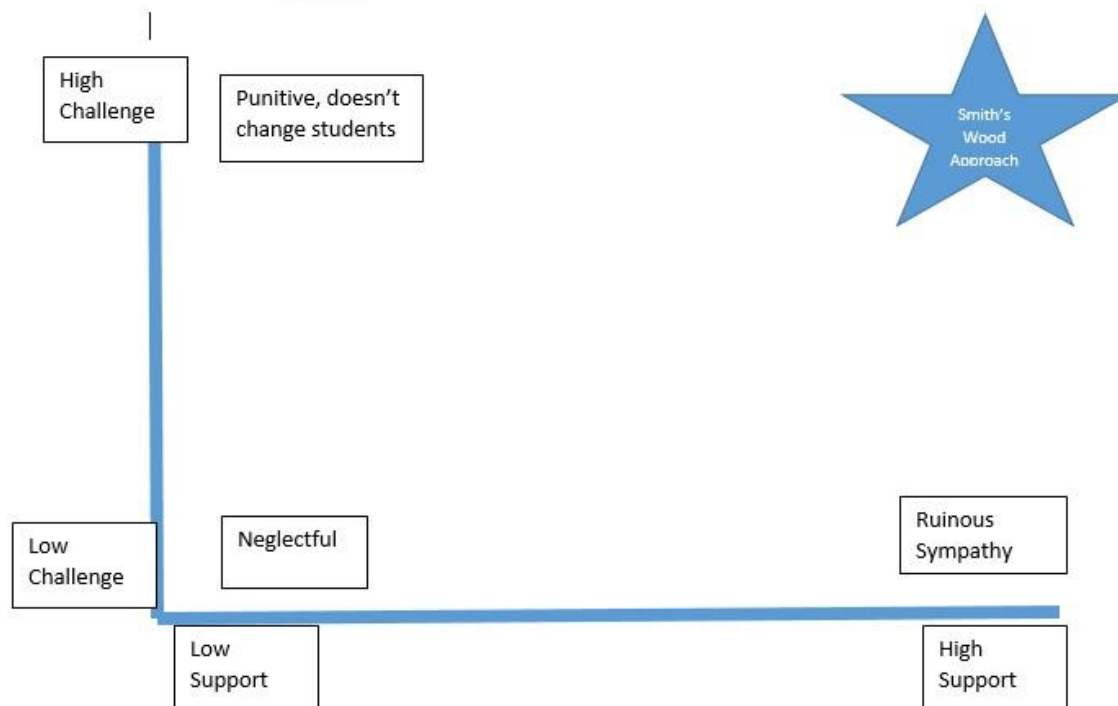 High
Challenge
Punitive, doesn't
change students
Smith's
Wood
Approach
Low
Challenge
Neglectful
Ruinous
Sympathy
Low
Support
High
Support